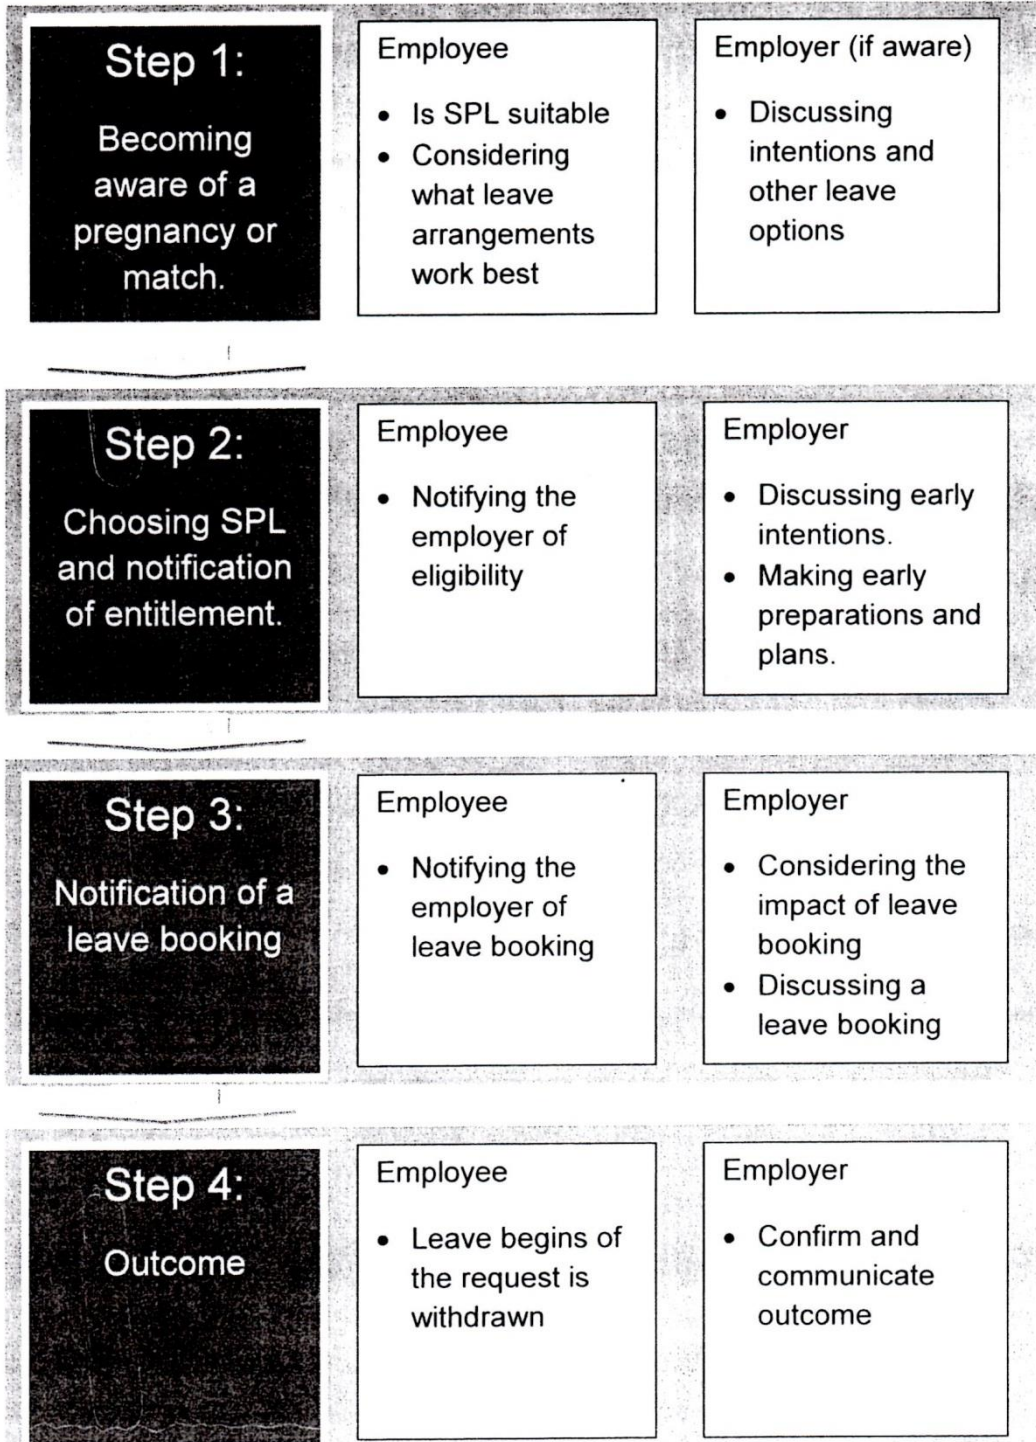 Step 1:
Becoming
aware of a
pregnancy or
match.
Employee
• Is SPL suitable
• Considering
what leave
arrangements
work best
Employer (if aware)
• Discussing
intentions and
other leave
options
Step 2:
Choosing SPL
and notification
of entitlement.
Employee
• Notifying the
employer of
eligibility
Employer
• Discussing early
intentions.
• Making early
preparations and
plans.
Step 3:
Notification of a
leave booking
Employee
• Notifying the
employer of
leave booking
Employer
• Considering the
impact of leave
booking
• Discussing a
leave booking
Step 4:
Outcome
Employee
• Leave begins of
the request is
withdrawn
Employer
• Confirm and
communicate
outcome